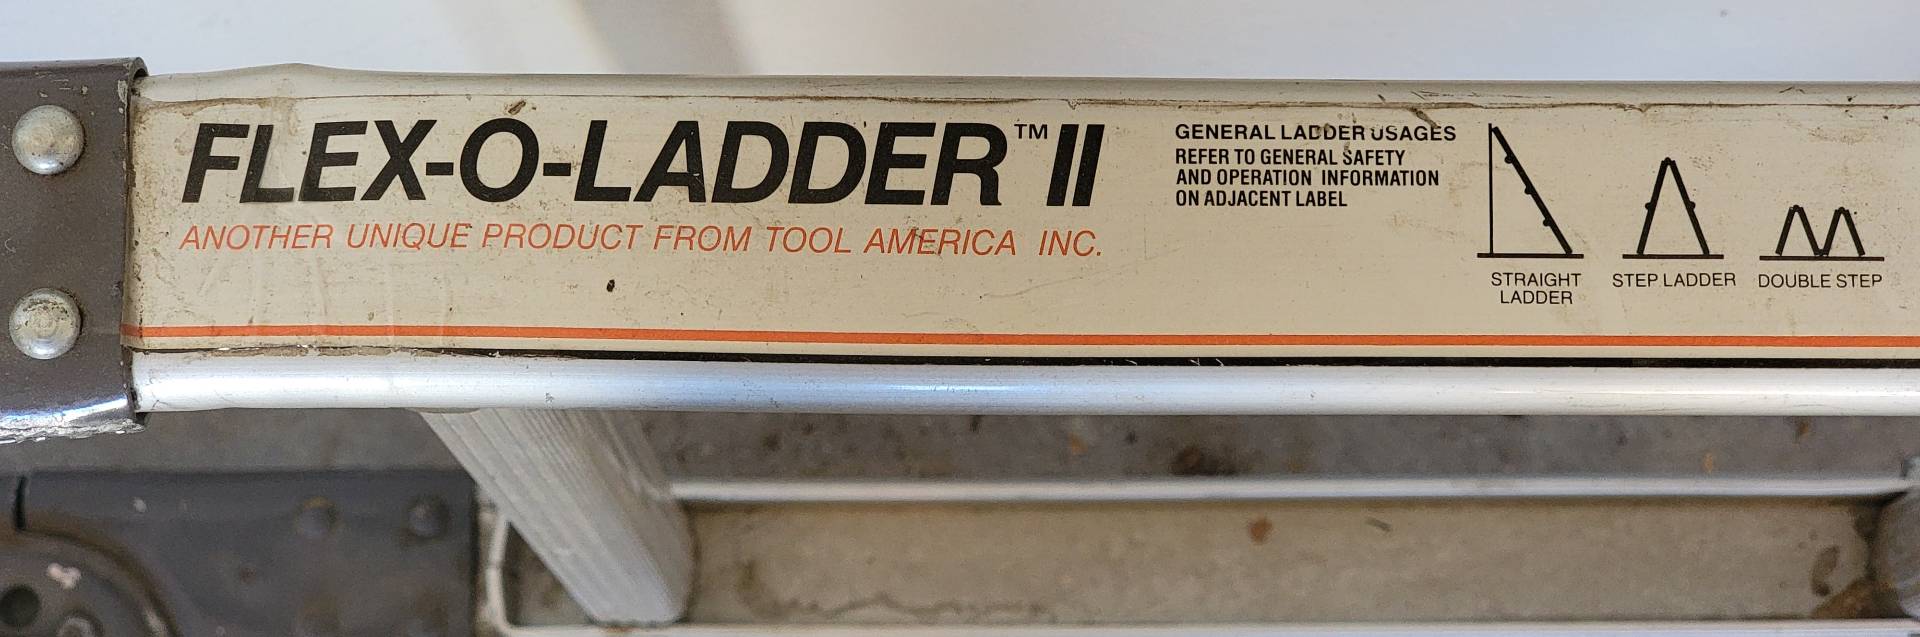 FLEX-O-LADDER™ II
ANOTHER UNIQUE PRODUCT FROM TOOL AMERICA INC.
GENERAL LADDER USAGES
REFER TO GENERAL SAFETY
AND OPERATION INFORMATION
ON ADJACENT LABEL
STRAIGHT
LADDER
STEP LADDER
DOUBLE STEP